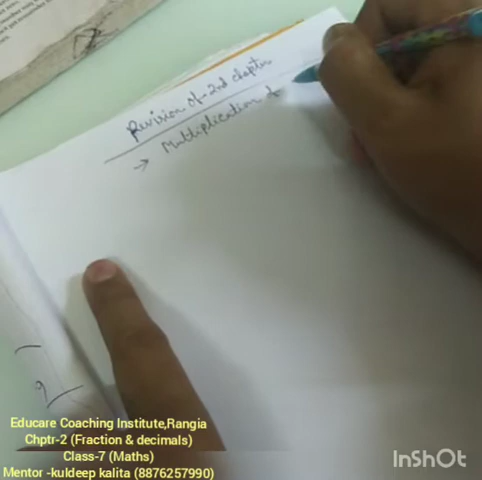 Revision of 2nd chapter
→ Multiplication
Educare Coaching Institute,Rangia
Chptr-2 (Fraction & decimals)
Class-7 (Maths)
Mentor -kuldeep kalita (8876257990)
InShOt